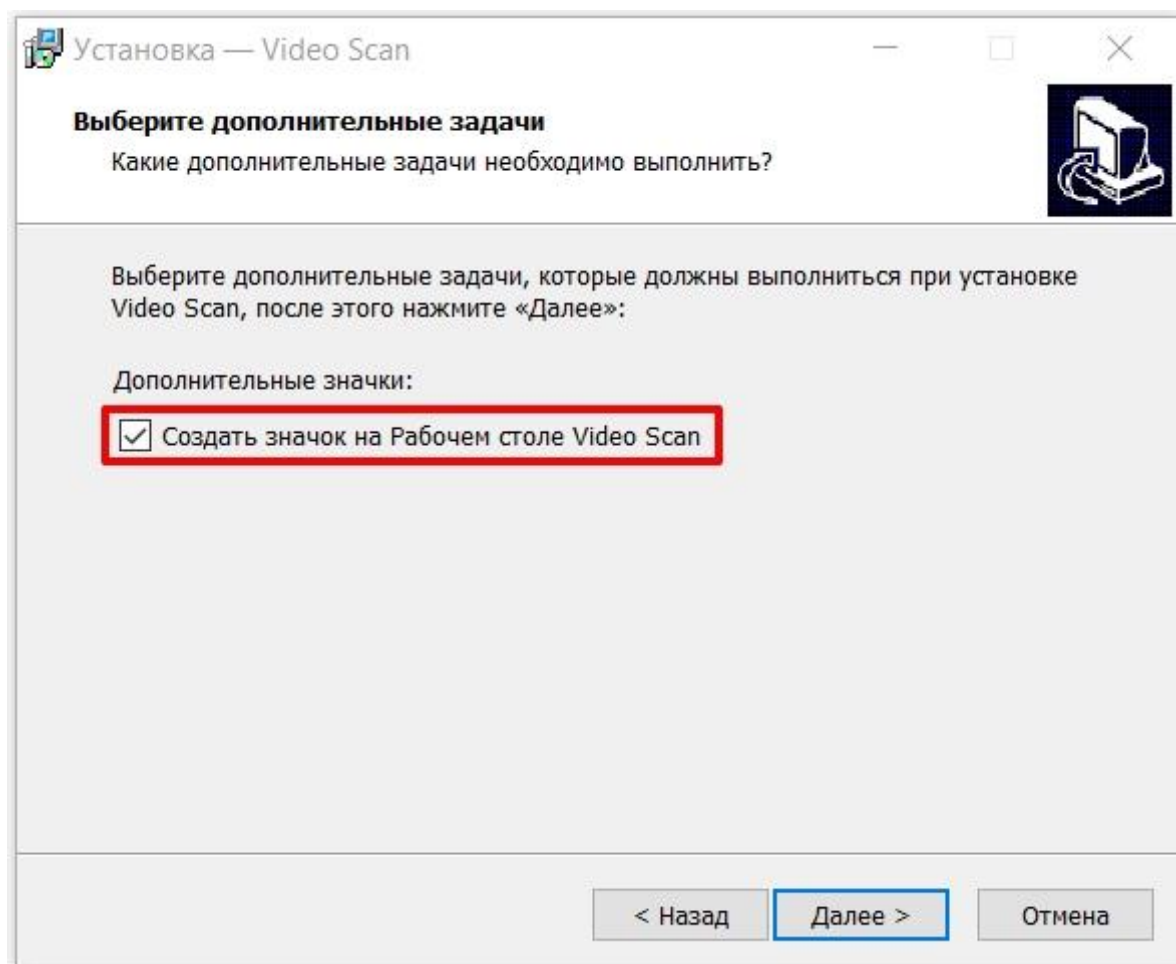 Установка — Video Scan
Выберите дополнительные задачи
Какие дополнительные задачи необходимо выполнить?
Выберите дополнительные задачи, которые должны выполниться при установке
Video Scan, после этого нажмите «Далее»:
Дополнительные значки:
Создать значок на Рабочем столе Video Scan
< Назад
Далее >
Отмена